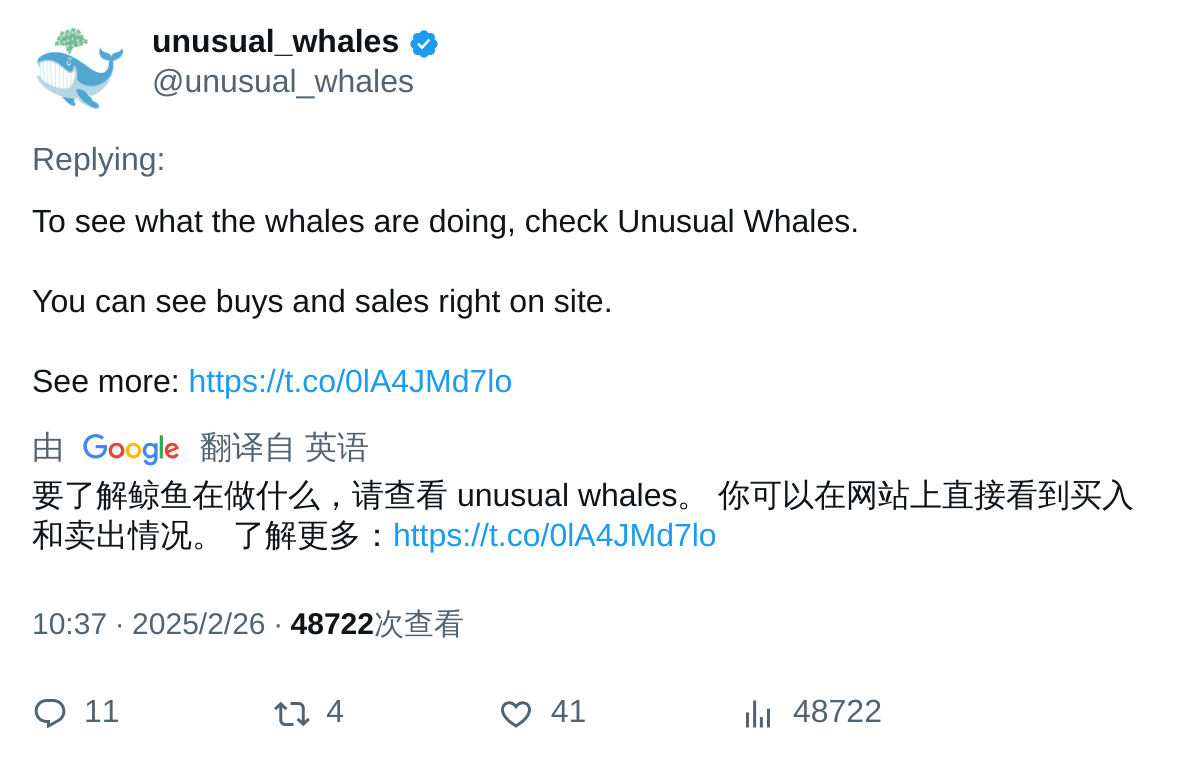 unusual_whales
@unusual_whales
Replying:
To see what the whales are doing, check Unusual Whales.
You can see buys and sales right on site.
See more: https://t.co/0lA4JMd7lo
由 Google 翻译自 英语
要了解鲸鱼在做什么，请查看 unusual whales。 你可以在网站上直接看到买入
和卖出情况。 了解更多：https://t.co/0lA4JMd7lo
10:37 · 2025/2/26 · 48722次查看
11 4 41 48722